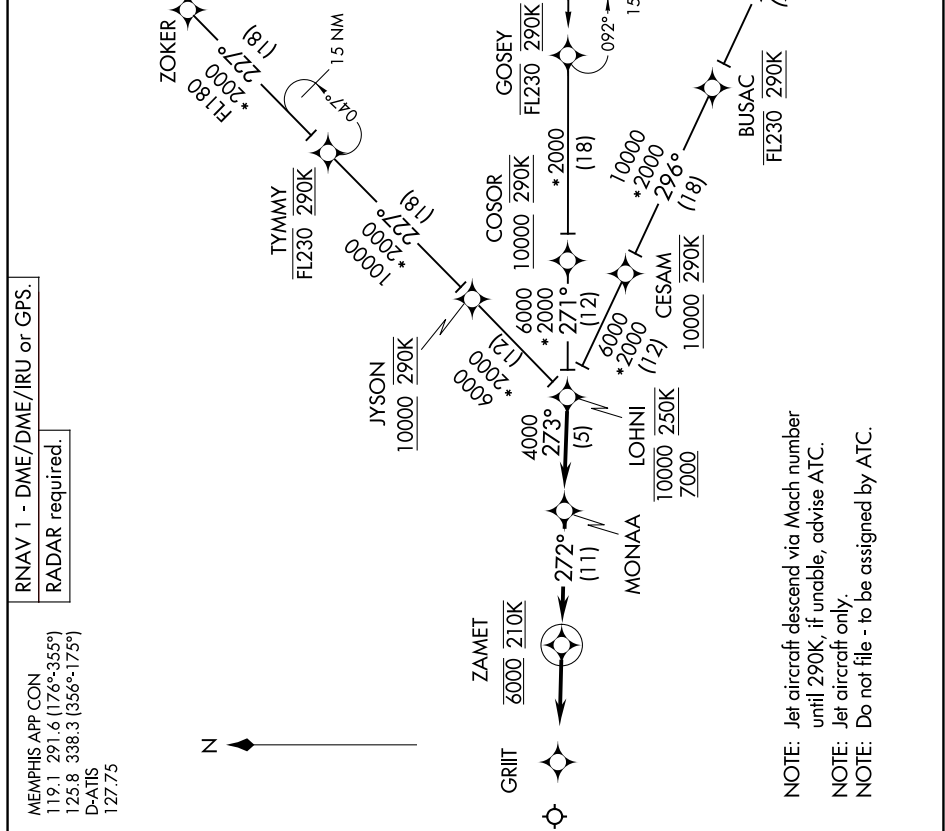 RNAV 1 - DME/DME/IRU or GPS.
RADAR required.
MEMPHIS APP CON
119.1 291.6 (176°-355°)
125.8 338.3 (356°-175°)
D-ATIS
127.75
N
ZOKER
FL180
*2000
227°
(18)
15 NM
047°
TYMMY
FL230 290K
10000
*2000
227°
(18)
JYSON
10000 290K
6000
*2000
(12)
GOSEY
FL230 290K
092°
15
*2000
(18)
COSOR
10000 290K
6000
*2000
271°
(12)
BUSAC
FL230 290K
10000
*2000
296°
(18)
CESAM
10000 290K
6000
*2000
(12)
LOHNI
10000 250K
7000
4000
273°
(5)
MONAA
272°
(11)
ZAMET
6000 210K
GRIIT
NOTE: Jet aircraft descend via Mach number
until 290K, if unable, advise ATC.
NOTE: Jet aircraft only.
NOTE: Do not file - to be assigned by ATC.